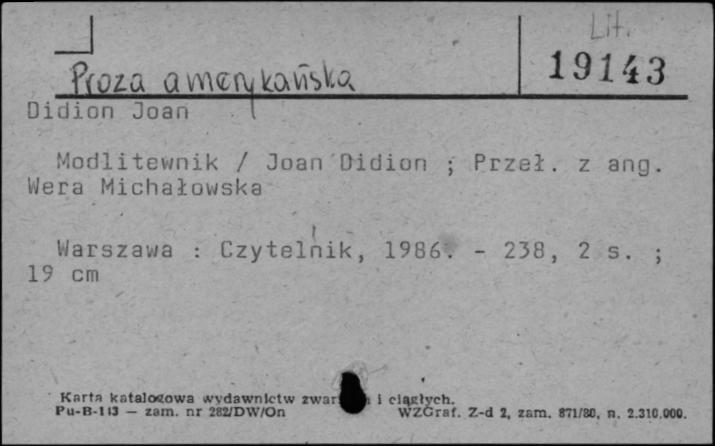 Lit.
19143
Proza amerykańska
Didion Joan
Modlitewnik / Joan Didion ; Przeł. z ang.
Wera Michałowska
Warszawa : Czytelnik, 1986. - 238, 2 s. ;
19 cm
Karta katalogowa wydawnictw i ciągłych.
Pu-B-113 — zam. nr 282/DW/On WZGraf. Z-d 2, zam. 871/80, n. 2.310.000.